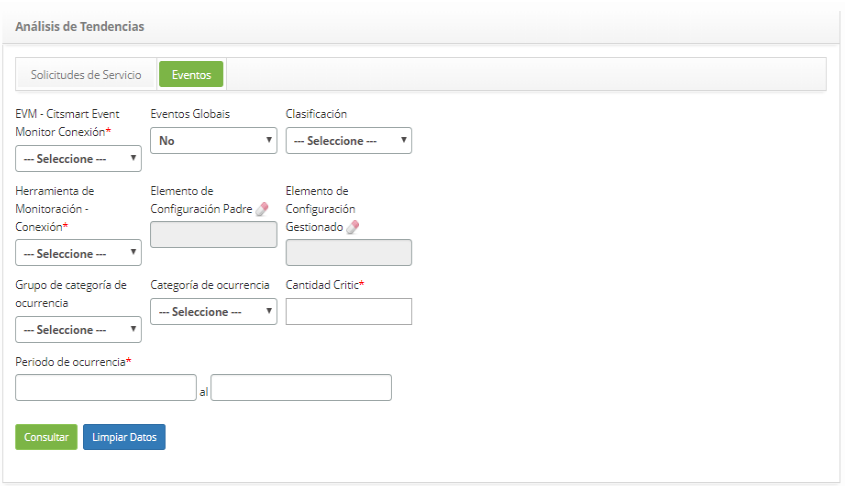 Análisis de Tendencias
Solicitudes de Servicio
Eventos
EVM - Citsmart Event
Monitor Conexión*
--- Seleccione ---
Eventos Globais
No
Clasificación
--- Seleccione ---
Herramienta de
Monitoración -
Conexión*
--- Seleccione ---
Elemento de
Configuración Padre
Elemento de
Configuración
Gestionado
Grupo de categoría de
ocurrencia
--- Seleccione ---
Categoría de ocurrencia
--- Seleccione ---
Cantidad Critic*
Periodo de ocurrencia*
al
Consultar
Limpiar Datos